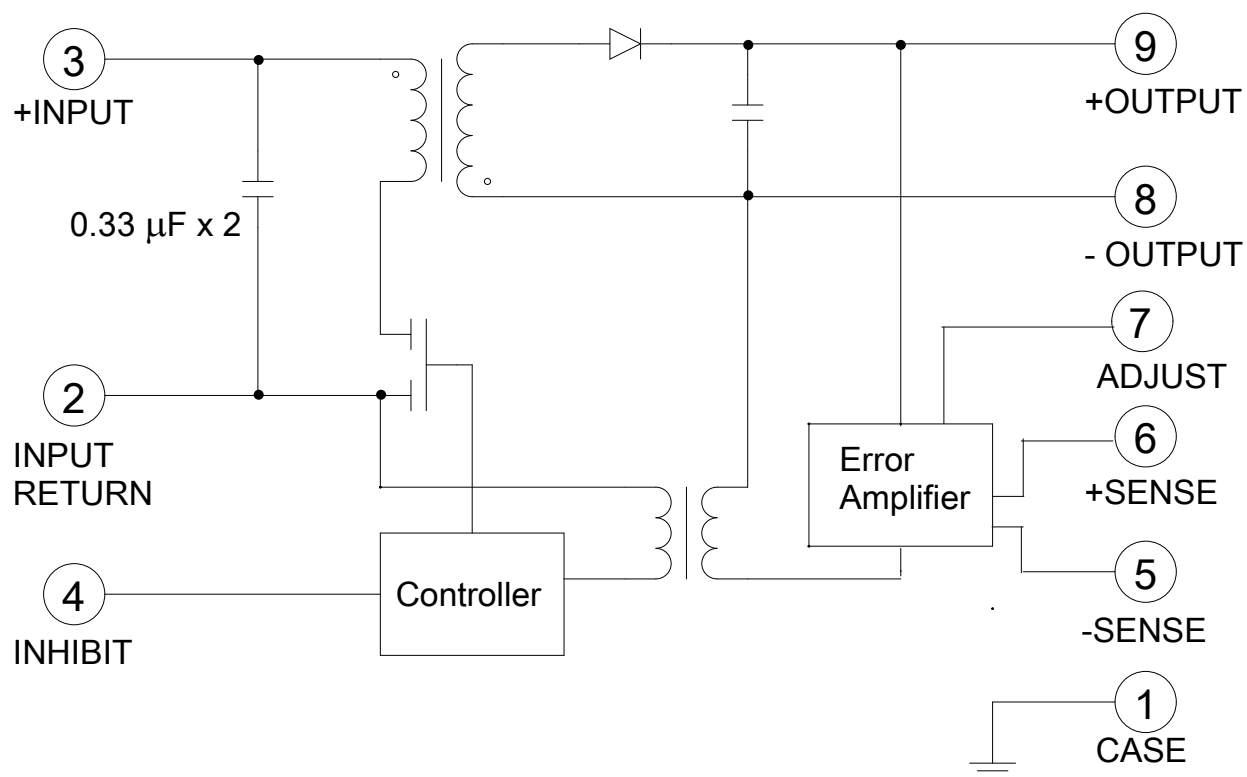 3
+INPUT
0.33 μF x 2
2
INPUT
RETURN
4
INHIBIT
Controller
Error
Amplifier
9
+OUTPUT
8
- OUTPUT
7
ADJUST
6
+SENSE
5
-SENSE
1
CASE